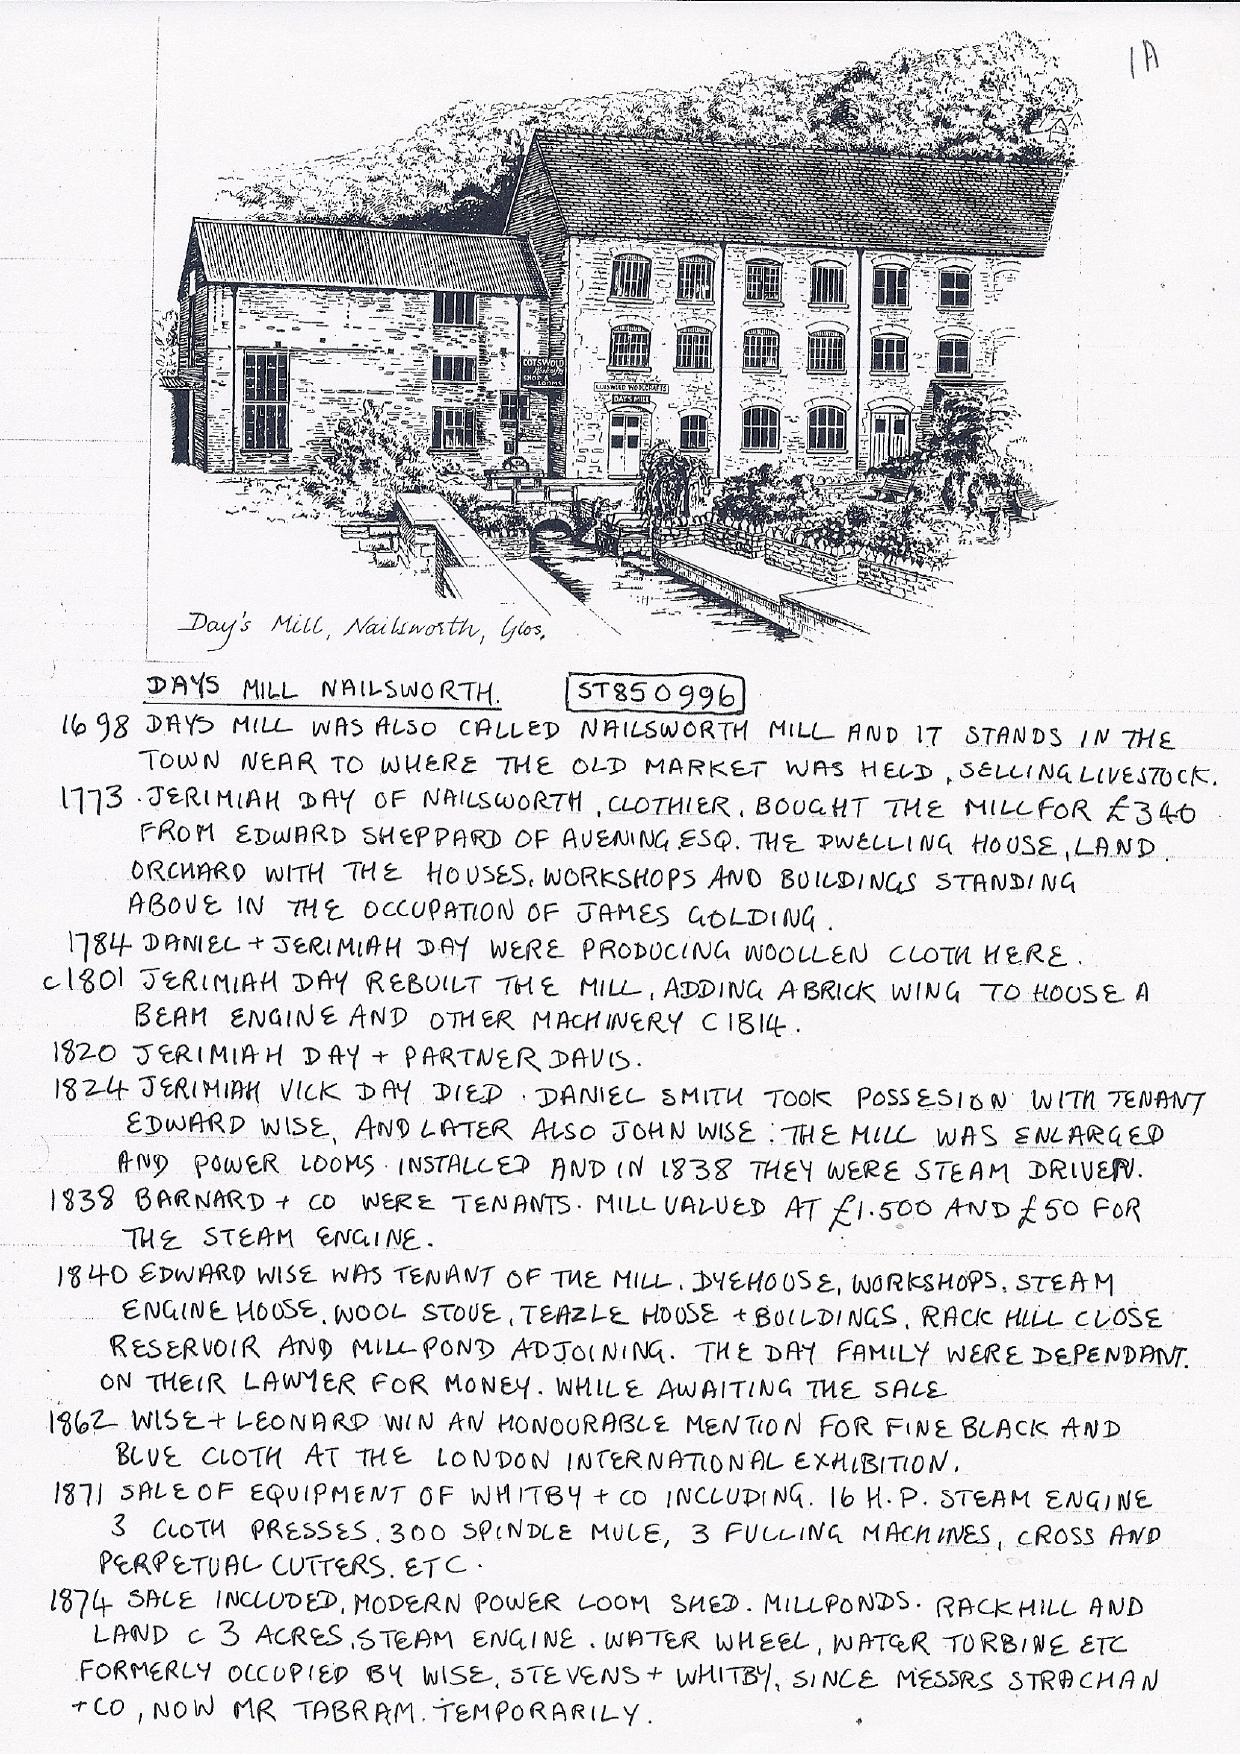 1A
COTSWOLD
SHOP &
LOOMS
DAYS MILL
Day's Mill, Nailsworth, Glos.
DAYS MILL NAILSWORTH. ST850996
1698 DAYS MILL WAS ALSO CALLED NAILSWORTH MILL AND IT STANDS IN THE
TOWN NEAR TO WHERE THE OLD MARKET WAS HELD, SELLING LIVESTOCK.
1773 . JERIMIAH DAY OF NAILSWORTH, CLOTHIER, BOUGHT THE MILL FOR £340
FROM EDWARD SHEPPARD OF AVENING ESQ. THE DWELLING HOUSE, LAND.
ORCHARD WITH THE HOUSES, WORKSHOPS AND BUILDINGS STANDING
ABOVE IN THE OCCUPATION OF JAMES GOLDING.
1784 DANIEL + JERIMIAH DAY WERE PRODUCING WOOLLEN CLOTH HERE.
c1801 JERIMIAH DAY REBUILT THE MILL, ADDING A BRICK WING TO HOUSE A
BEAM ENGINE AND OTHER MACHINERY C1814.
1820 JERIMIAH DAY + PARTNER DAVIS.
1824 JERIMIAH VICK DAY DIED. DANIEL SMITH TOOK POSSESION WITH TENANT
EDWARD WISE, AND LATER ALSO JOHN WISE: THE MILL WAS ENLARGED
AND POWER LOOMS INSTALLED AND IN 1838 THEY WERE STEAM DRIVEN.
1838 BARNARD + CO WERE TENANTS. MILL VALUED AT £1.500 AND £50 FOR
THE STEAM ENGINE.
1840 EDWARD WISE WAS TENANT OF THE MILL, DYEHOUSE, WORKSHOPS, STEAM
ENGINE HOUSE, WOOL STOVE, TEAZLE HOUSE + BUILDINGS, RACK HILL CLOSE
RESERVOIR AND MILLPOND ADJOINING. THE DAY FAMILY WERE DEPENDANT.
ON THEIR LAWYER FOR MONEY. WHILE AWAITING THE SALE
1862 WISE + LEONARD WIN AN HONOURABLE MENTION FOR FINE BLACK AND
BLUE CLOTH AT THE LONDON INTERNATIONAL EXHIBITION.
1871 SALE OF EQUIPMENT OF WHITBY + CO INCLUDING. 16 H.P. STEAM ENGINE
3 CLOTH PRESSES. 300 SPINDLE MULE, 3 FULLING MACHINES, CROSS AND
PERPETUAL CUTTERS. ETC.
1874 SALE INCLUDED, MODERN POWER LOOM SHED. MILLPONDS. RACKHILL AND
LAND c 3 ACRES, STEAM ENGINE. WATER WHEEL, WATER TURBINE ETC
FORMERLY OCCUPIED BY WISE, STEVENS + WHITBY, SINCE MESSRS STRACHAN
+ CO, NOW MR TABRAM. TEMPORARILY.